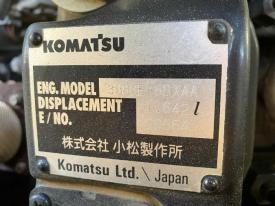 KOMATSU
ENG. MODEL
DISPLACEMENT l
E / NO.
株式会社 小松製作所
Komatsu Ltd. \ Japan